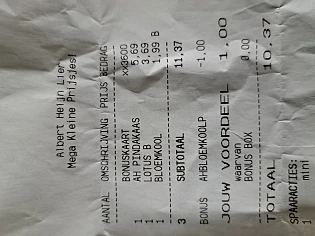 Albert Heijn Lier
Mega Kleine Prijsjes!
AANTAL OMSCHRIJVING PRIJS BEDRAG
BONUSKAART xx3600
1 AH PINDAKAAS 5,69
1 LOTUS B 3,69
1 BLOEMKOOL 1,99 B
3 SUBTOTAAL 11,37
BONUS AHBLOEMKOOLP -1,00
JOUW VOORDEEL 1,00
waarvan
BONUS BOX 0,00
TOTAAL 10,37
SPAARACTIES:
1 mini